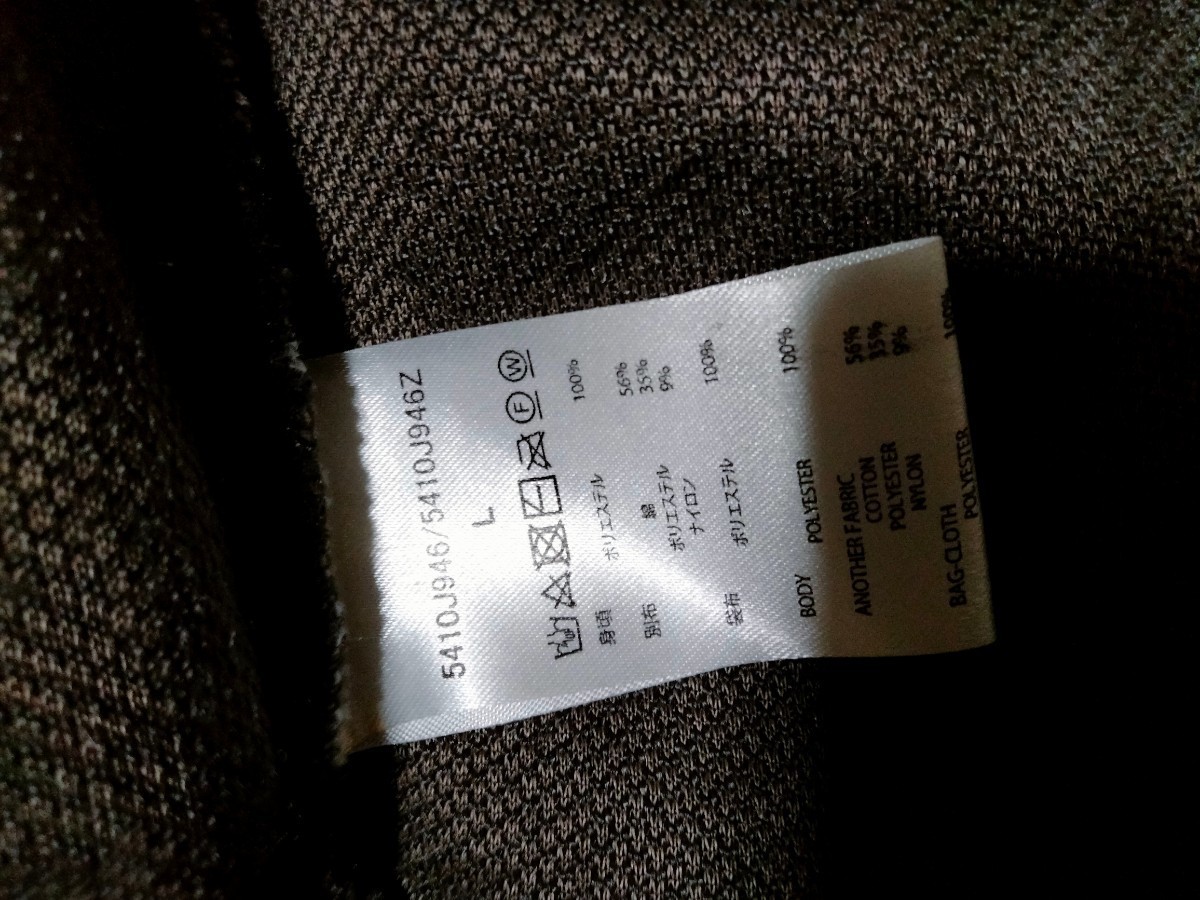 5410J946/5410J946Z
L
F W
身頃 ポリエステル 100%
別布 綿 56%
ポリエステル 35%
ナイロン 9%
袋布 ポリエステル 100%
BODY POLYESTER 100%
ANOTHER FABRIC
COTTON 56%
POLYESTER 35%
NYLON 9%
BAG-CLOTH
POLYESTER 100%